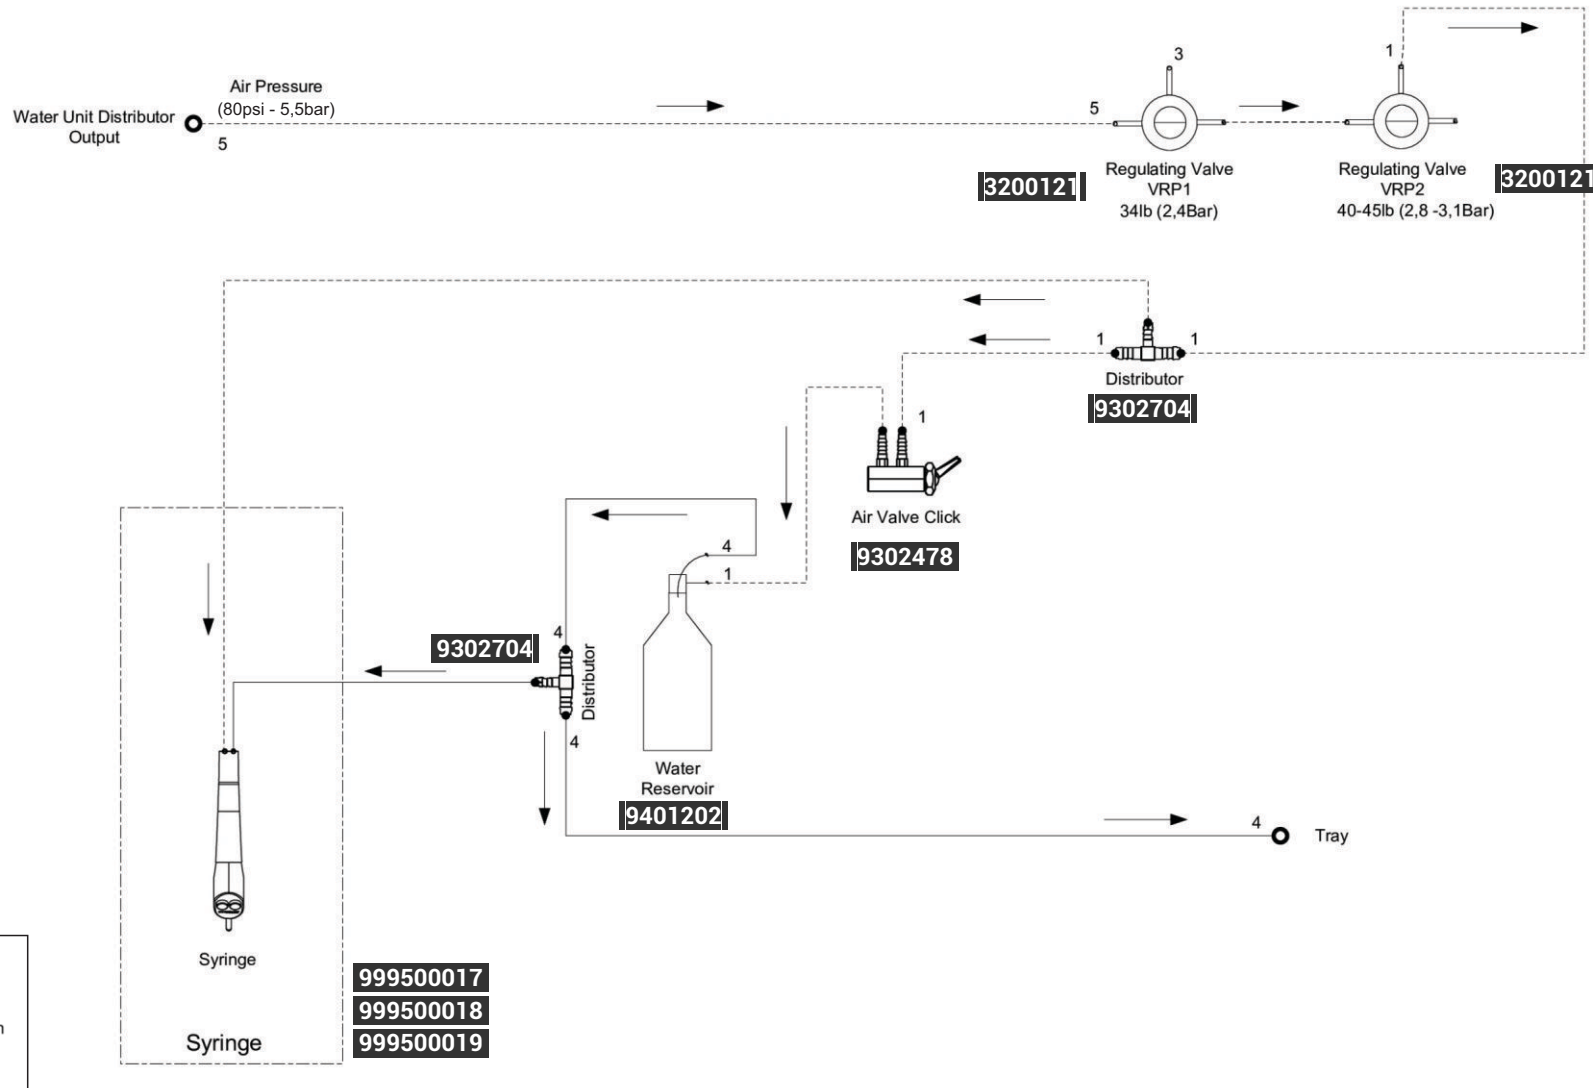 Air Pressure
(80psi - 5,5bar)
Water Unit Distributor
Output
5
5
3
1
3200121
Regulating Valve
VRP1
34lb (2,4Bar)
Regulating Valve
VRP2
40-45lb (2,8 -3,1Bar)
3200121
1
1
Distributor
9302704
1
Air Valve Click
9302478
4
1
9302704
4
Distributor
4
Water
Reservoir
9401202
4
Tray
Syringe
Syringe
999500017
999500018
999500019